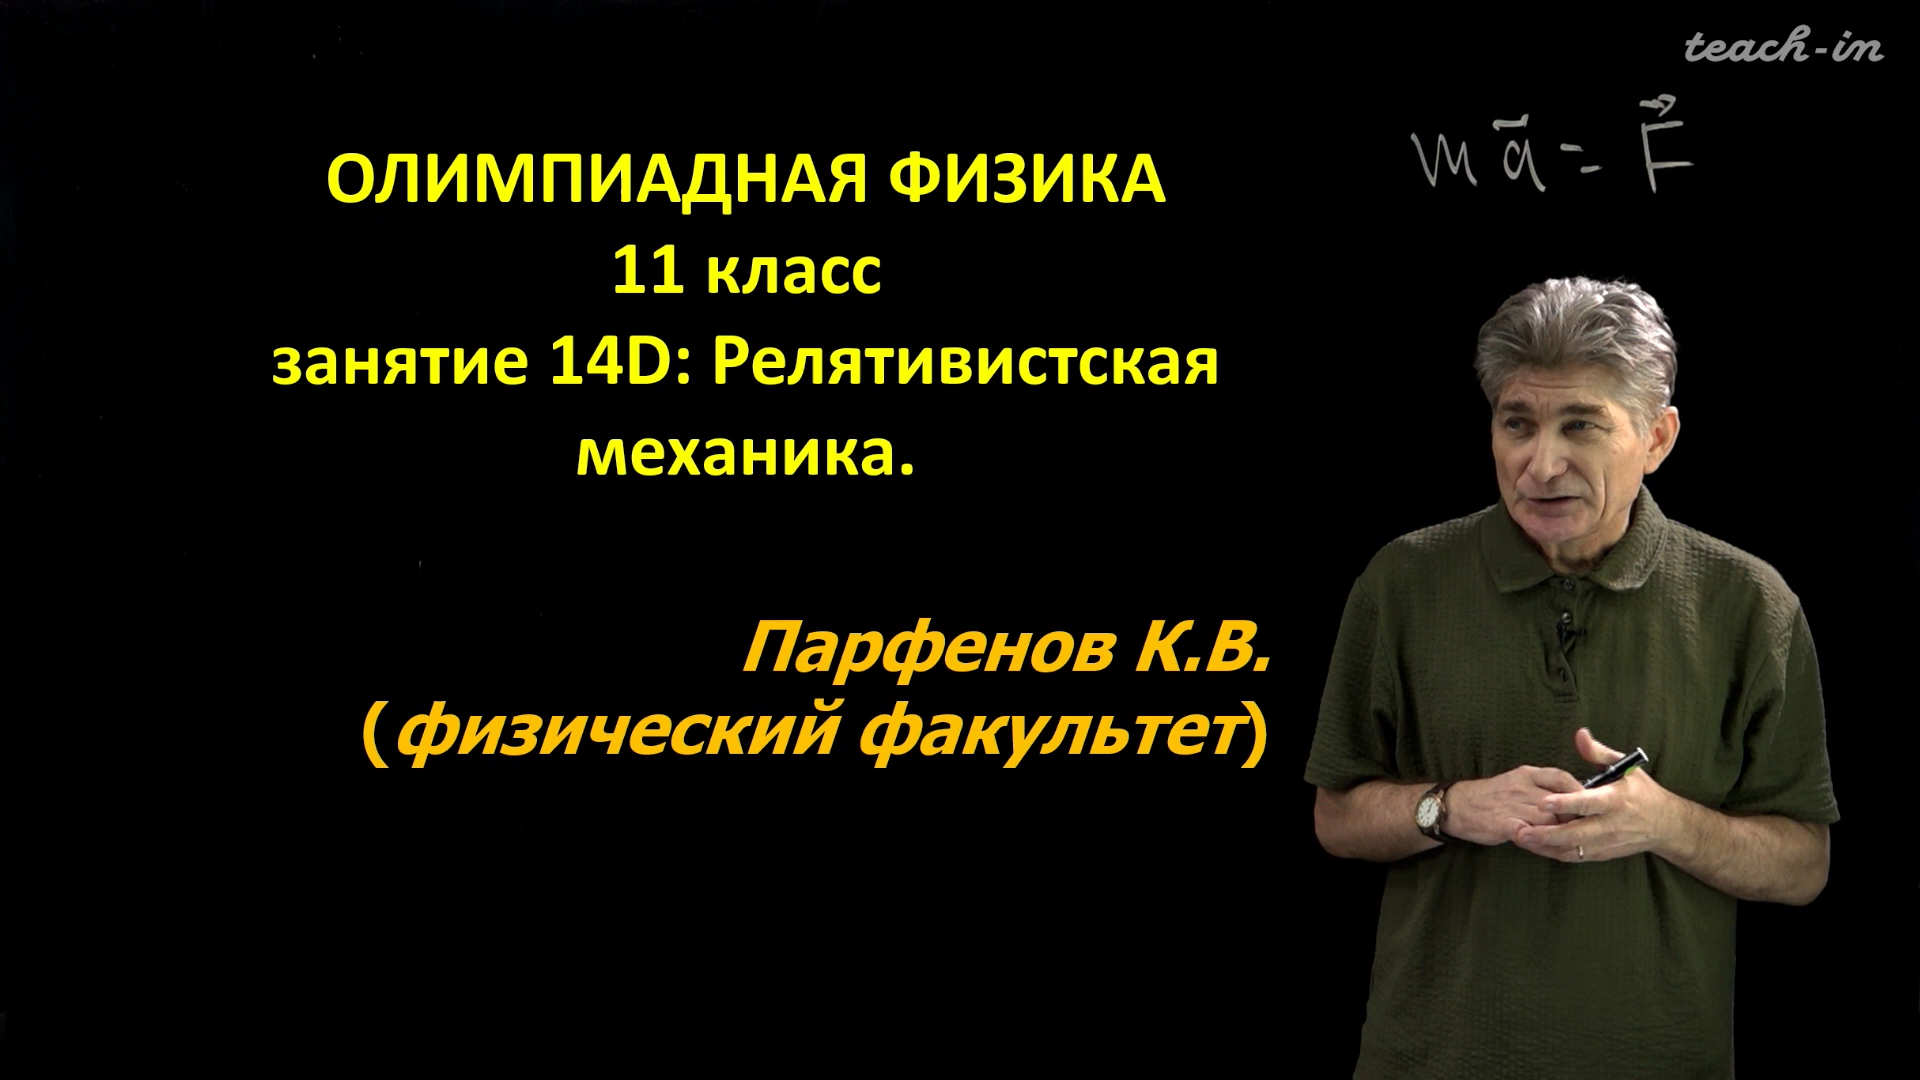 teach-in
ma̅ = F⃗
ОЛИМПИАДНАЯ ФИЗИКА
11 класс
занятие 14D: Релятивистская
механика.
Парфенов К.В.
(физический факультет)